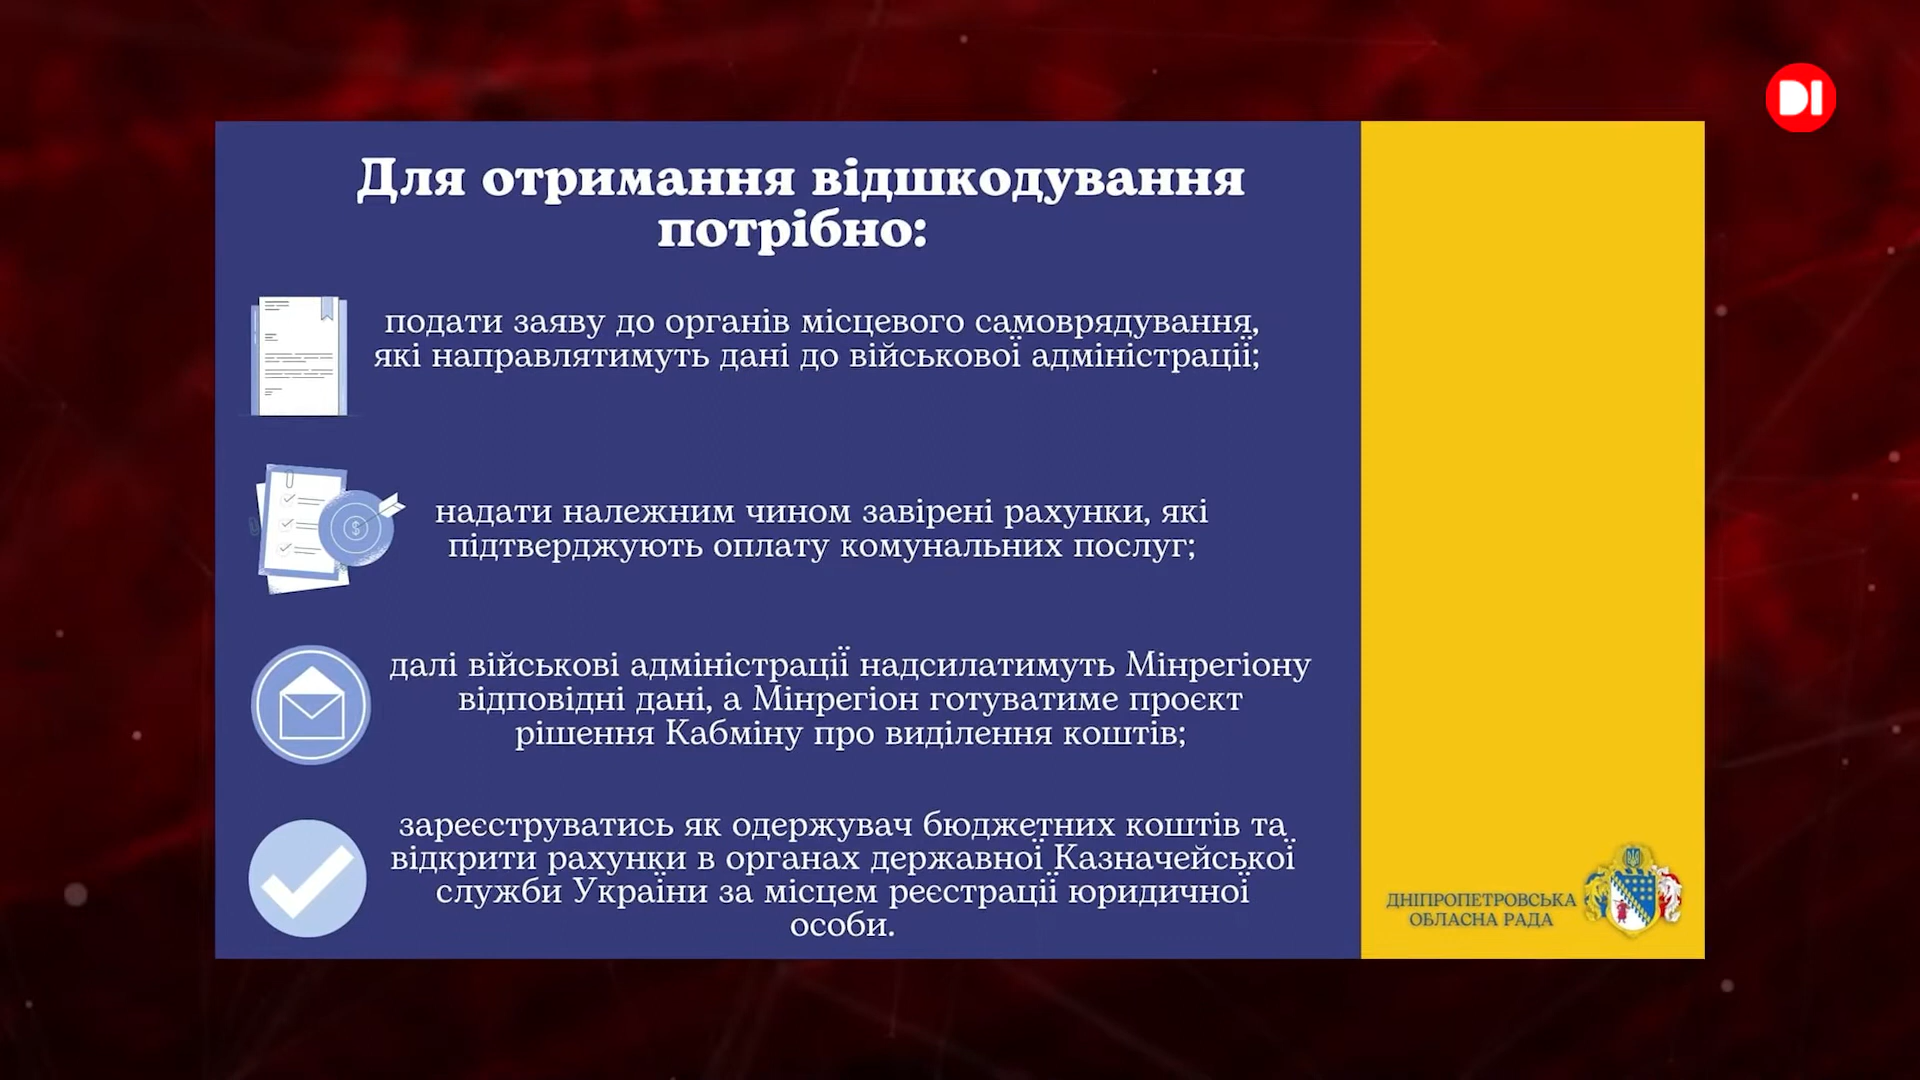 DI
Для отримання відшкодування
потрібно:
подати заяву до органів місцевого самоврядування,
які направлятимуть дані до військової адміністрації;
надати належним чином завірені рахунки, які
підтверджують оплату комунальних послуг;
далі військові адміністрації надсилатимуть Мінрегіону
відповідні дані, а Мінрегіон готуватиме проєкт
рішення Кабміну про виділення коштів;
зареєструватись як одержувач бюджетних коштів та
відкрити рахунки в органах державної Казначейської
служби України за місцем реєстрації юридичної
особи.
ДНІПРОПЕТРОВСЬКА
ОБЛАСНА РАДА